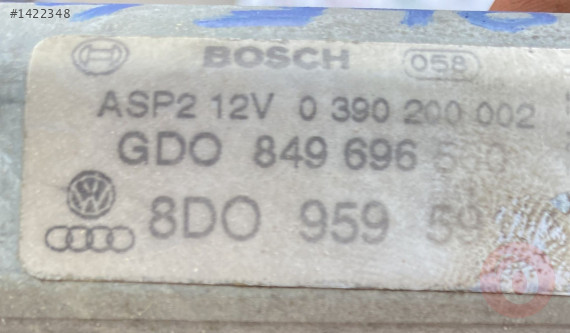 #1422348
BOSCH 058
ASP2 12V 0 390 200 002
GDO 849 696
8DO 959